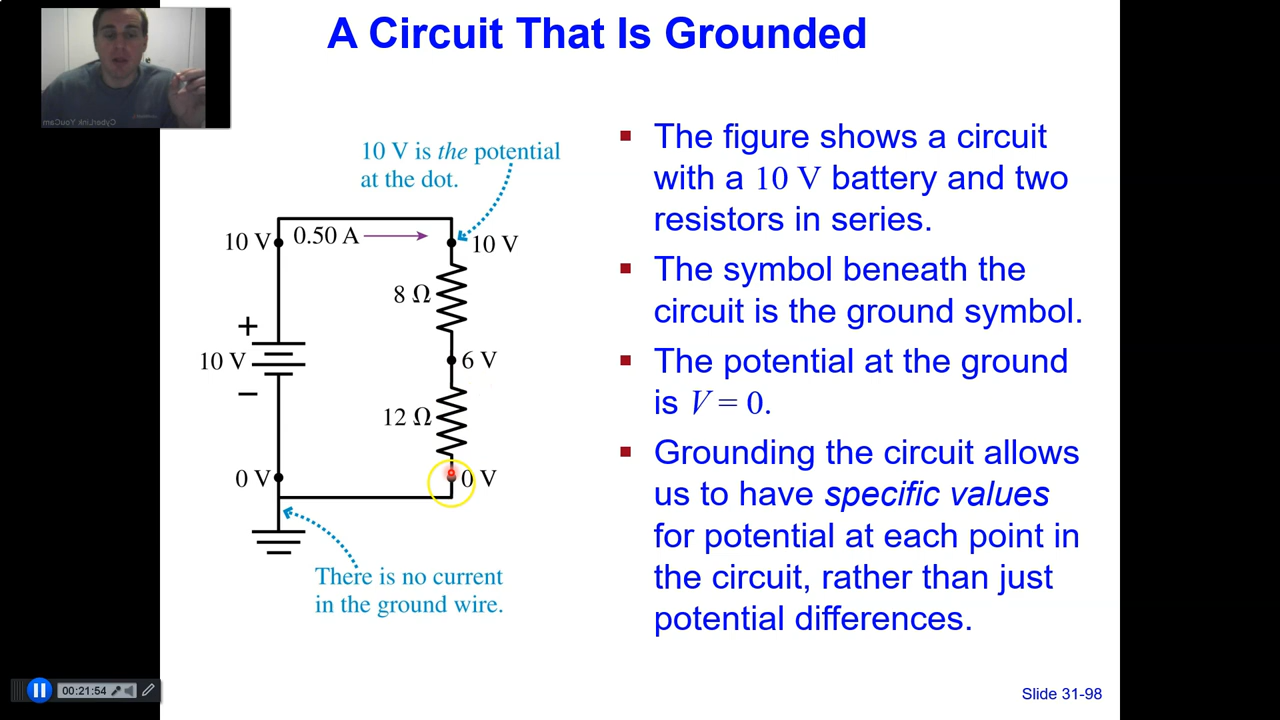 A Circuit That Is Grounded
CyberLink YouCam
10 V is the potential
at the dot.
10 V
0.50 A
10 V
8 Ω
+
10 V
−
6 V
12 Ω
0 V
0 V
There is no current
in the ground wire.
The figure shows a circuit
with a 10 V battery and two
resistors in series.
The symbol beneath the
circuit is the ground symbol.
The potential at the ground
is V = 0.
Grounding the circuit allows
us to have specific values
for potential at each point in
the circuit, rather than just
potential differences.
00:21:54
Slide 31-98